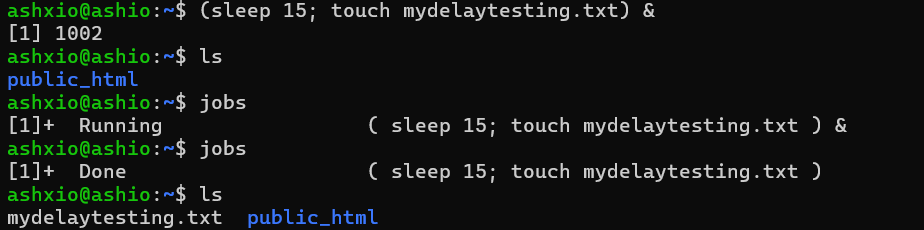 ashxio@ashio:~$ (sleep 15; touch mydelaytesting.txt) &
[1] 1002
ashxio@ashio:~$ ls
public_html
ashxio@ashio:~$ jobs
[1]+  Running                 ( sleep 15; touch mydelaytesting.txt ) &
ashxio@ashio:~$ jobs
[1]+  Done                    ( sleep 15; touch mydelaytesting.txt )
ashxio@ashio:~$ ls
mydelaytesting.txt  public_html